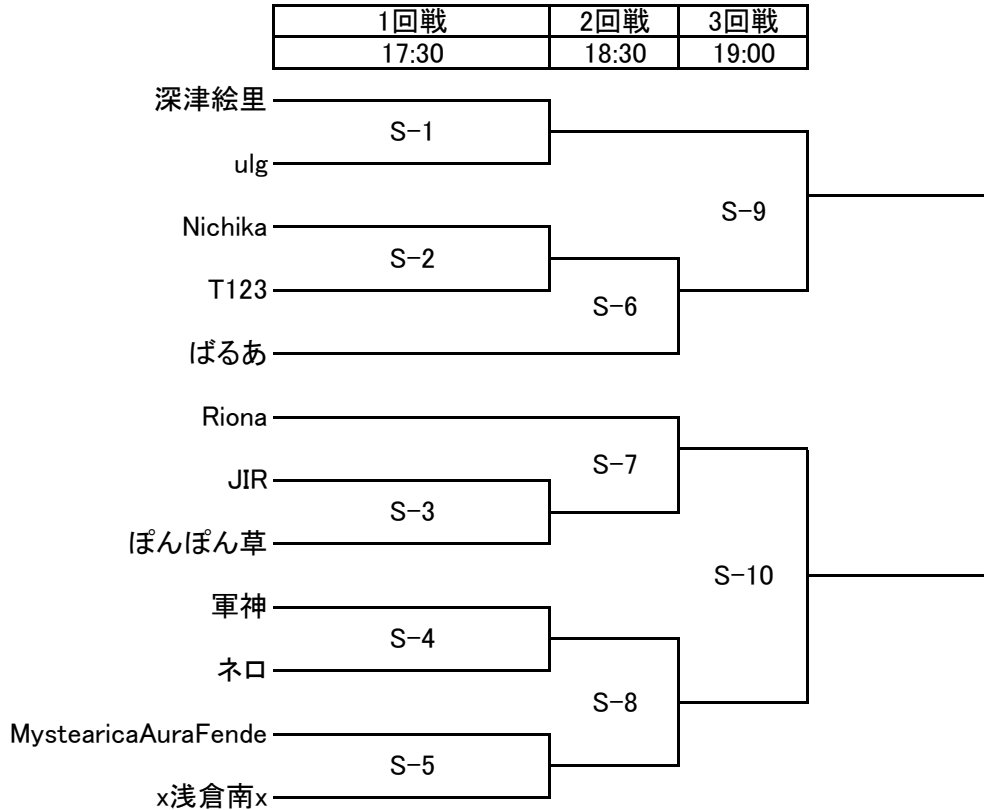 1回戦 2回戦 3回戦
17:30 18:30 19:00
深津絵里
S-1
ulg
S-9
Nichika
S-2
T123
S-6
ばるあ
Riona
S-7
JIR
S-3
ぽんぽん草
S-10
軍神
S-4
ネロ
S-8
MystearicaAuraFende
S-5
x浅倉南x